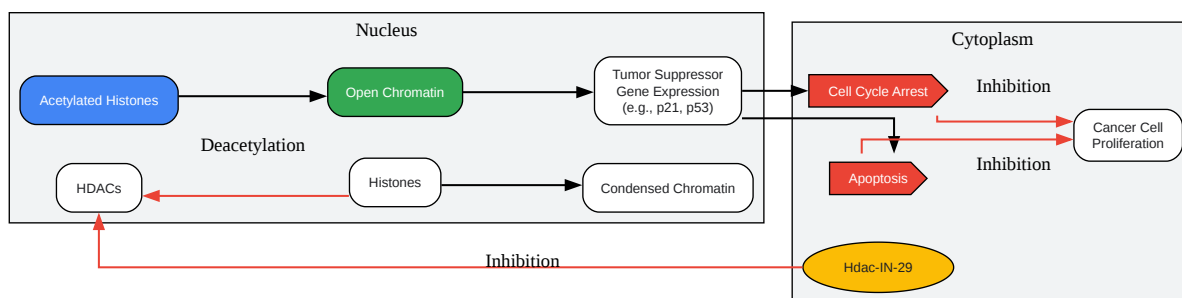 Nucleus
Cytoplasm
Acetylated Histones
Open Chromatin
Tumor Suppressor
Gene Expression
(e.g., p21, p53)
Cell Cycle Arrest
Inhibition
Cancer Cell
Proliferation
Deacetylation
Inhibition
HDACs
Histones
Condensed Chromatin
Apoptosis
Inhibition
Hdac-IN-29